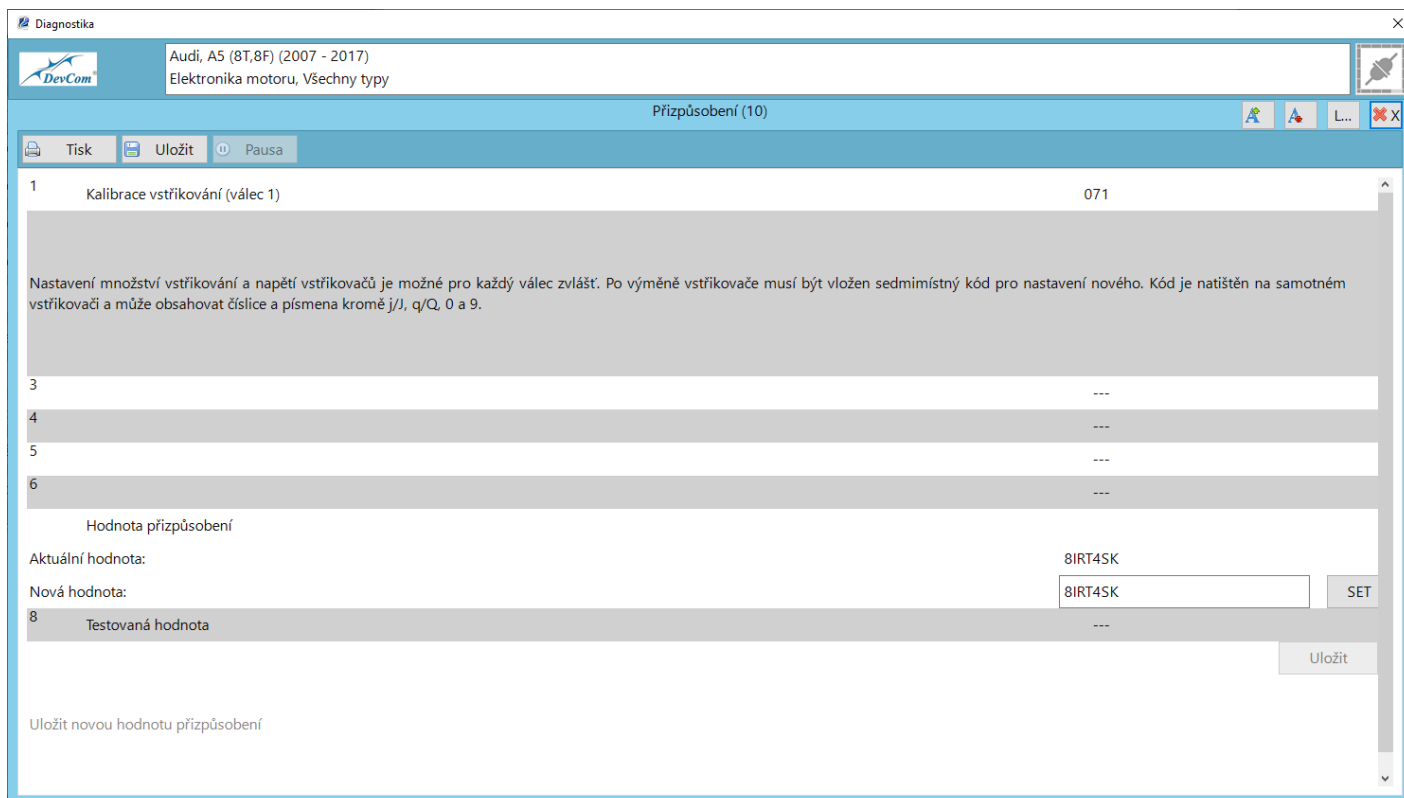 Diagnostika
DevCom
Audi, A5 (8T,8F) (2007 - 2017)
Elektronika motoru, Všechny typy
Přizpůsobení (10)
L...
X
Tisk
Uložit
Pausa
1
Kalibrace vstřikování (válec 1)
071
Nastavení množství vstřikování a napětí vstřikovačů je možné pro každý válec zvlášť. Po výměně vstřikovače musí být vložen sedmimístný kód pro nastavení nového. Kód je natištěn na samotném
vstřikovači a může obsahovat číslice a písmena kromě j/J, q/Q, 0 a 9.
3
---
4
---
5
---
6
---
Hodnota přizpůsobení
Aktuální hodnota:
8IRT4SK
Nová hodnota:
8IRT4SK
SET
8
Testovaná hodnota
---
Uložit
Uložit novou hodnotu přizpůsobení